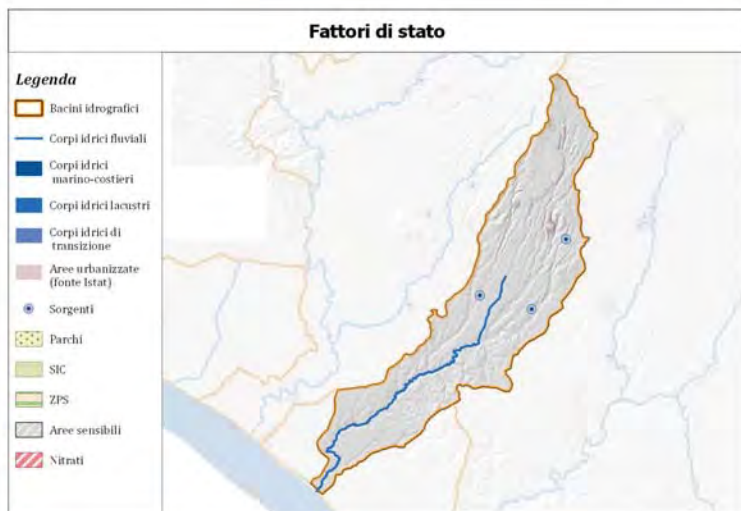 Fattori di stato
Legenda
Bacini idrografici
Corpi idrici fluviali
Corpi idrici
marino-costieri
Corpi idrici lacustri
Corpi idrici di
transizione
Aree urbanizzate
(fonte Istat)
Sorgenti
Parchi
SIC
ZPS
Aree sensibili
Nitrati